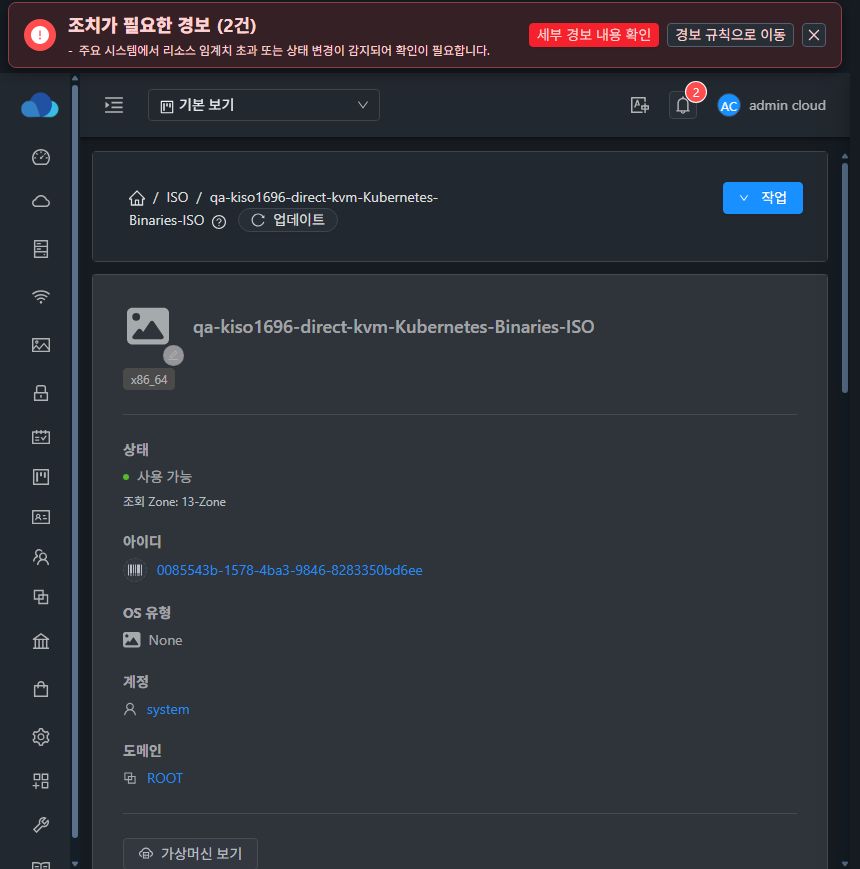 조치가 필요한 경보 (2건)
- 주요 시스템에서 리소스 임계치 초과 또는 상태 변경이 감지되어 확인이 필요합니다.
세부 경보 내용 확인
경보 규칙으로 이동
기본 보기
2
AC
admin cloud
/ ISO / qa-kiso1696-direct-kvm-Kubernetes-
Binaries-ISO
업데이트
작업
qa-kiso1696-direct-kvm-Kubernetes-Binaries-ISO
x86_64
상태
사용 가능
조회 Zone: 13-Zone
아이디
0085543b-1578-4ba3-9846-8283350bd6ee
OS 유형
None
계정
system
도메인
ROOT
가상머신 보기